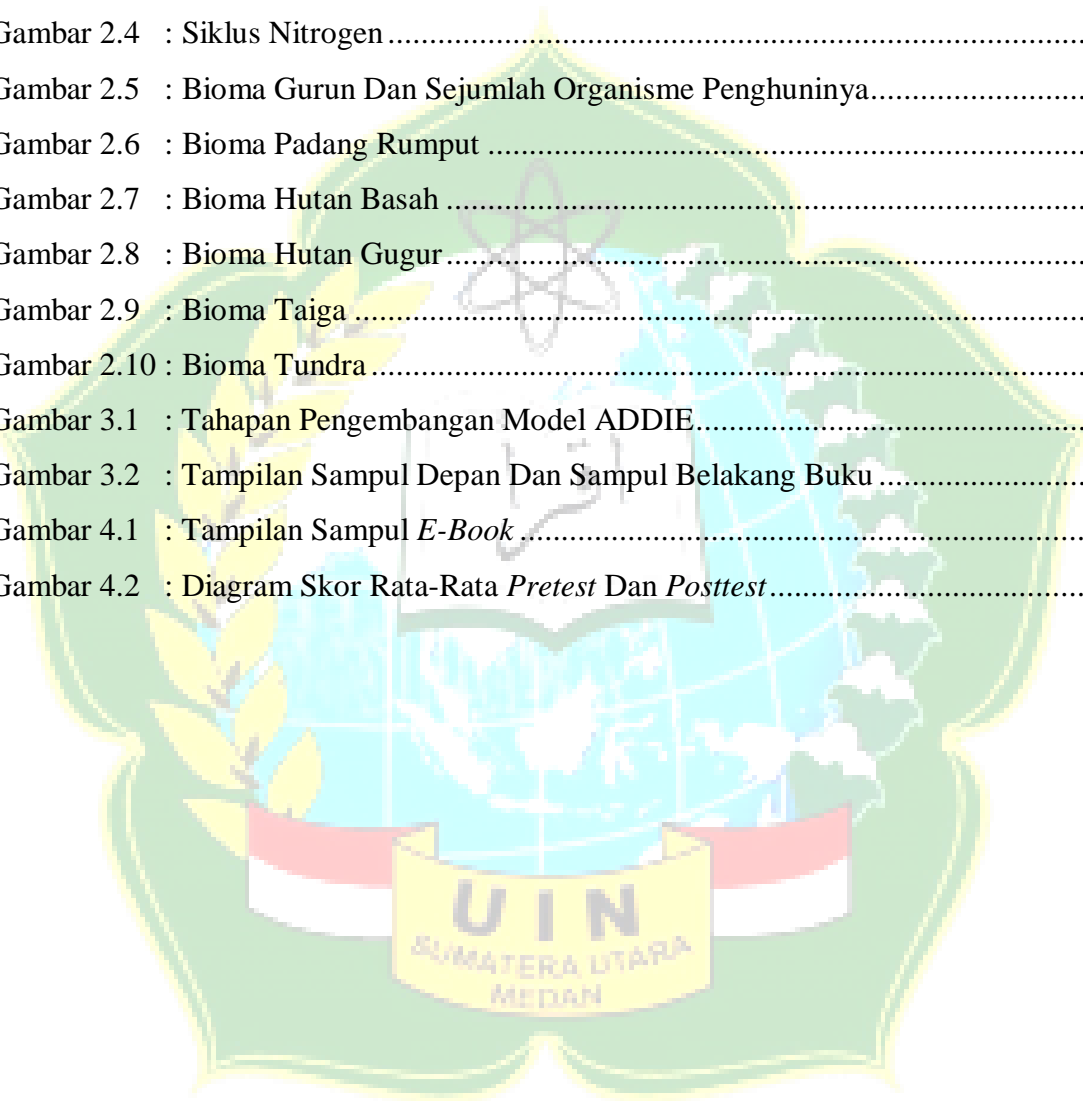 Gambar 2.4 : Siklus Nitrogen................................................................................
Gambar 2.5 : Bioma Gurun Dan Sejumlah Organisme Penghuninya...........................
Gambar 2.6 : Bioma Padang Rumput ................................................................
Gambar 2.7 : Bioma Hutan Basah ....................................................................
Gambar 2.8 : Bioma Hutan Gugur.....................................................................
Gambar 2.9 : Bioma Taiga ..............................................................................
Gambar 2.10 : Bioma Tundra............................................................................
Gambar 3.1 : Tahapan Pengembangan Model ADDIE...........................................
Gambar 3.2 : Tampilan Sampul Depan Dan Sampul Belakang Buku..........................
Gambar 4.1 : Tampilan Sampul E-Book..............................................................
Gambar 4.2 : Diagram Skor Rata-Rata Pretest Dan Posttest....................................
UIN
SUMATERA UTARA
MEDAN